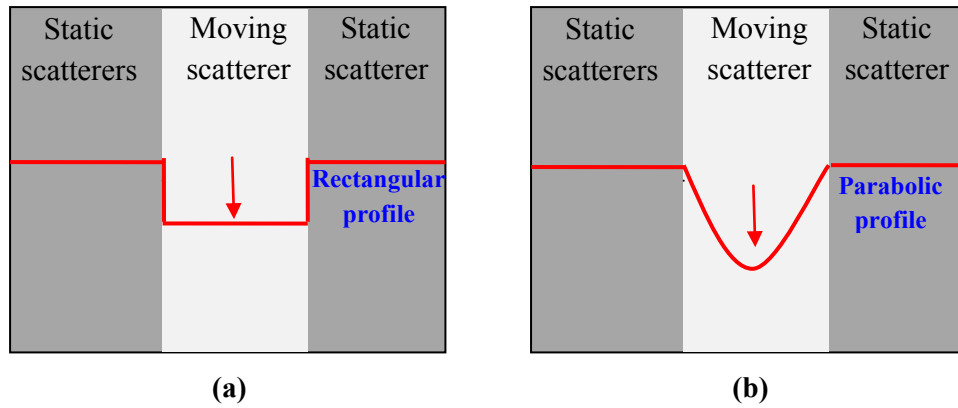 Static
scatterers
Moving
scatterer
Static
scatterer
Rectangular
profile
(a)
Static
scatterers
Moving
scatterer
Static
scatterer
Parabolic
profile
(b)